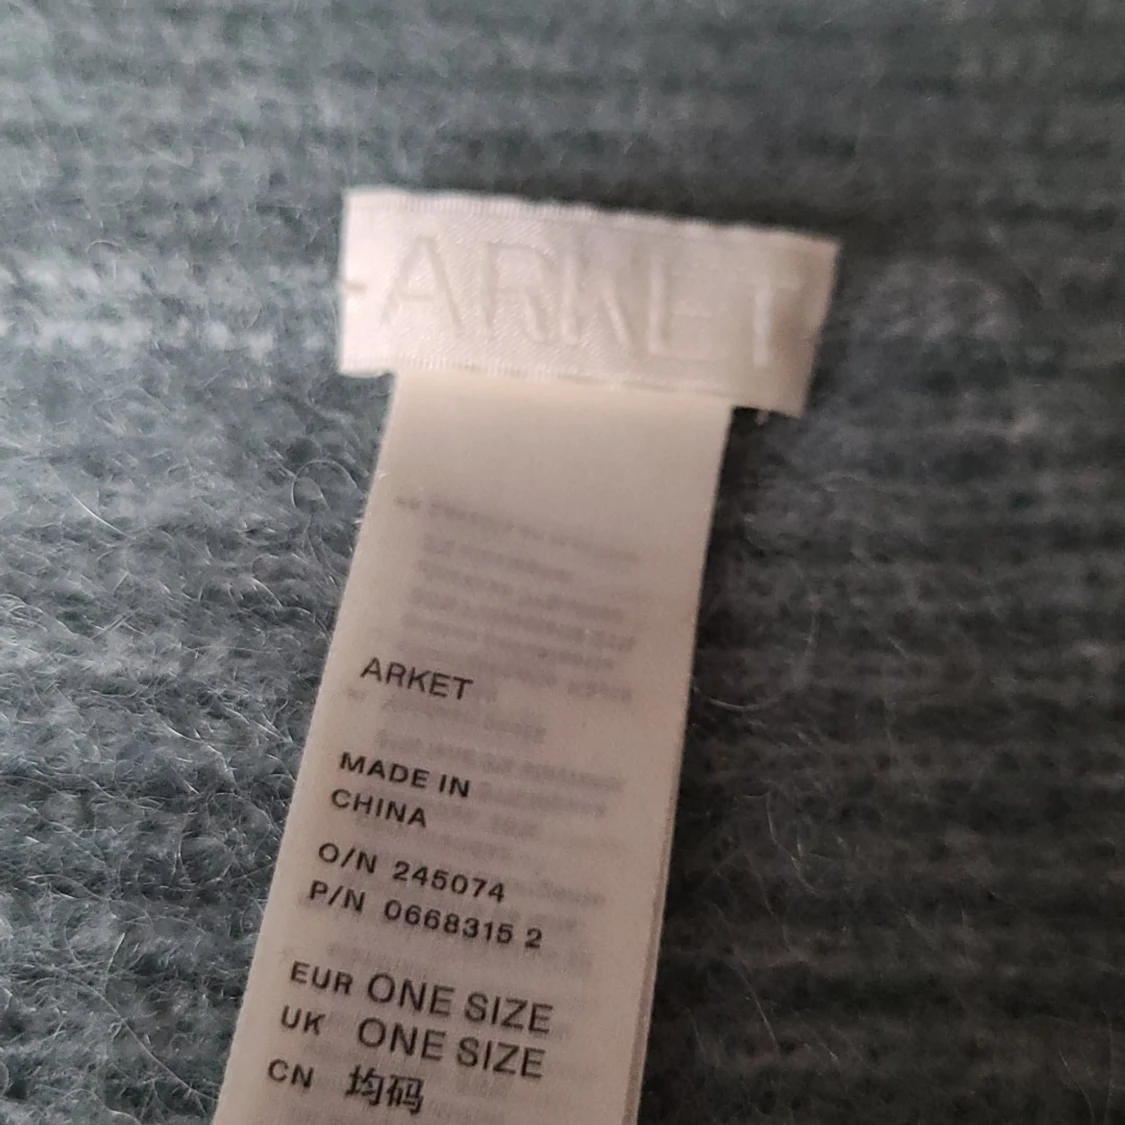 ARKET
ARKET
MADE IN
CHINA
O/N 245074
P/N 0668315 2
EUR ONE SIZE
UK ONE SIZE
CN 均码